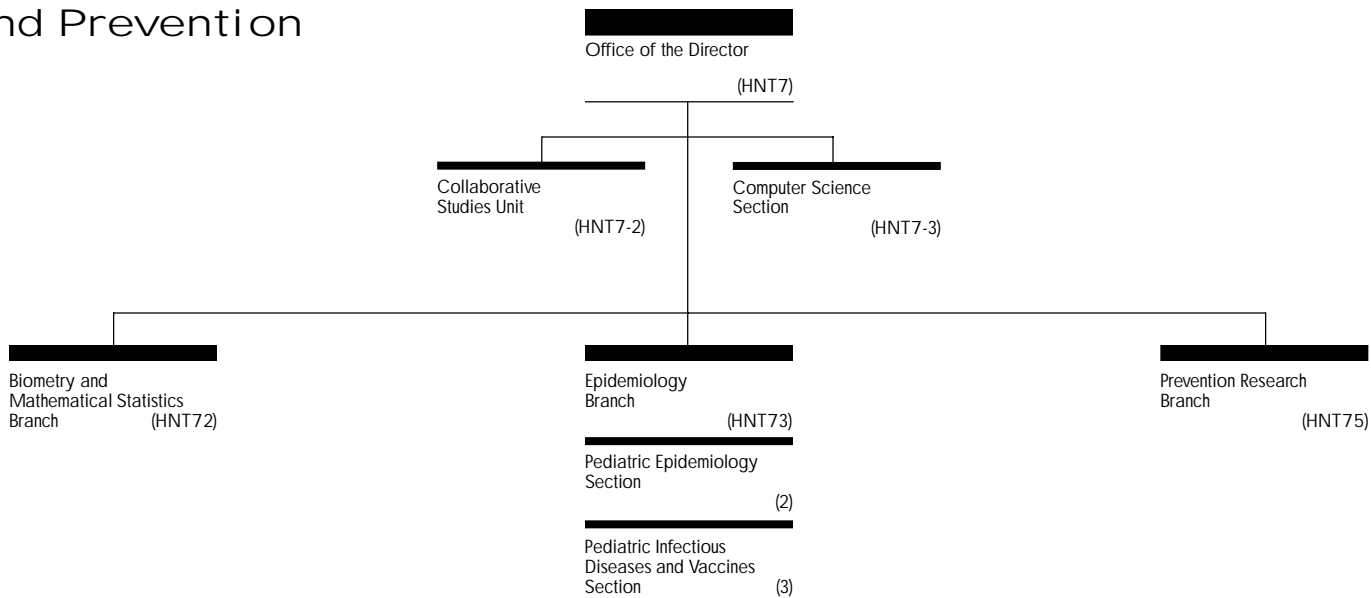 nd Prevention
Office of the Director
(HNT7)
Collaborative
Studies Unit
(HNT7-2)
Computer Science
Section
(HNT7-3)
Biometry and
Mathematical Statistics
Branch (HNT72)
Epidemiology
Branch
(HNT73)
Pediatric Epidemiology
Section
(2)
Pediatric Infectious
Diseases and Vaccines
Section (3)
Prevention Research
Branch
(HNT75)